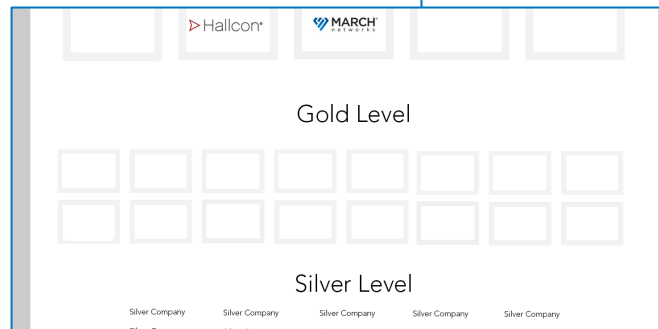 Hallcon®
MARCH
networks
Gold Level
Silver Level
Silver Company Silver Company Silver Company Silver Company Silver Company